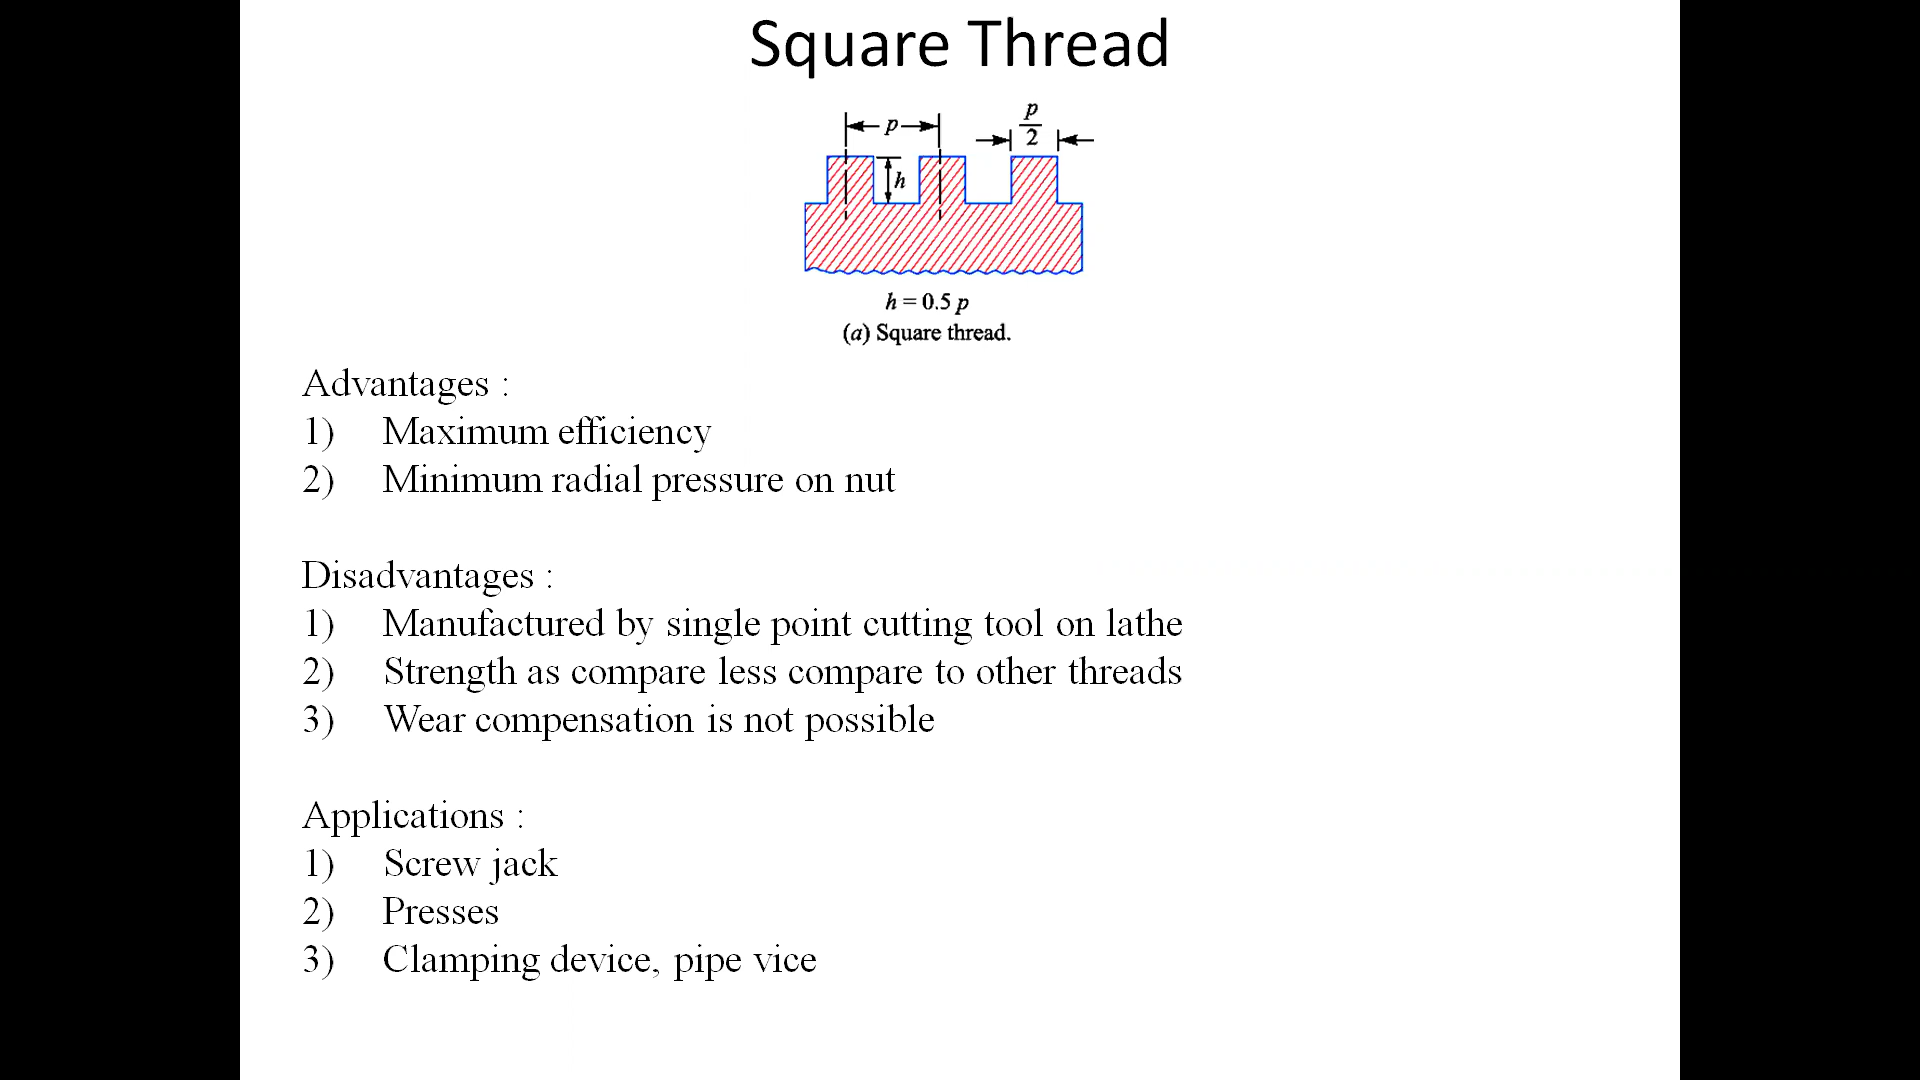 Square Thread
p
p
2
h
h = 0.5 p
(a) Square thread.
Advantages :
1) Maximum efficiency
2) Minimum radial pressure on nut
Disadvantages :
1) Manufactured by single point cutting tool on lathe
2) Strength as compare less compare to other threads
3) Wear compensation is not possible
Applications :
1) Screw jack
2) Presses
3) Clamping device, pipe vice